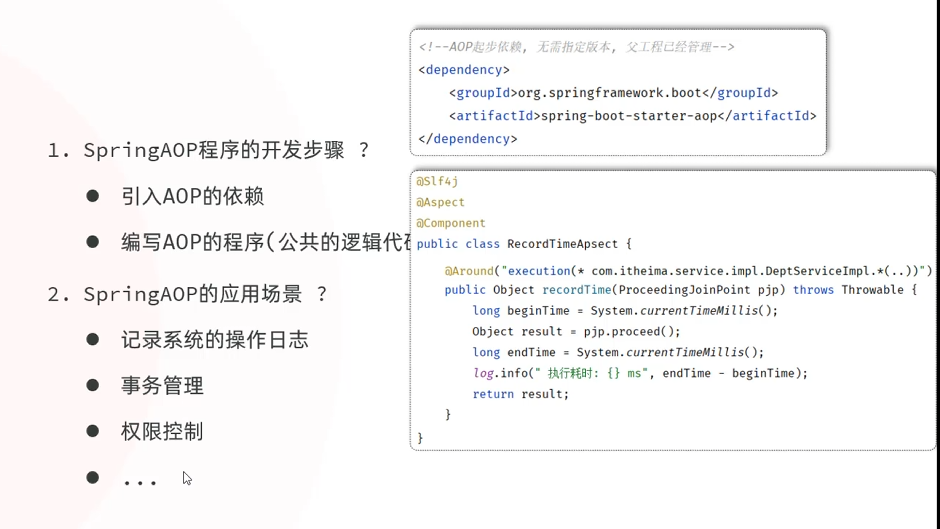 1. SpringAOP程序的开发步骤 ?
● 引入AOP的依赖
● 编写AOP的程序(公共的逻辑代
2. SpringAOP的应用场景 ?
● 记录系统的操作日志
● 事务管理
● 权限控制
● ...
<!--AOP起步依赖, 无需指定版本, 父工程已经管理-->
<dependency>
    <groupId>org.springframework.boot</groupId>
    <artifactId>spring-boot-starter-aop</artifactId>
</dependency>
@Slf4j
@Aspect
@Component
public class RecordTimeApsect {
    @Around("execution(* com.itheima.service.impl.DeptServiceImpl.*(..))")
    public Object recordTime(ProceedingJoinPoint pjp) throws Throwable {
        long beginTime = System.currentTimeMillis();
        Object result = pjp.proceed();
        long endTime = System.currentTimeMillis();
        log.info(" 执行耗时: {} ms", endTime - beginTime);
        return result;
    }
}